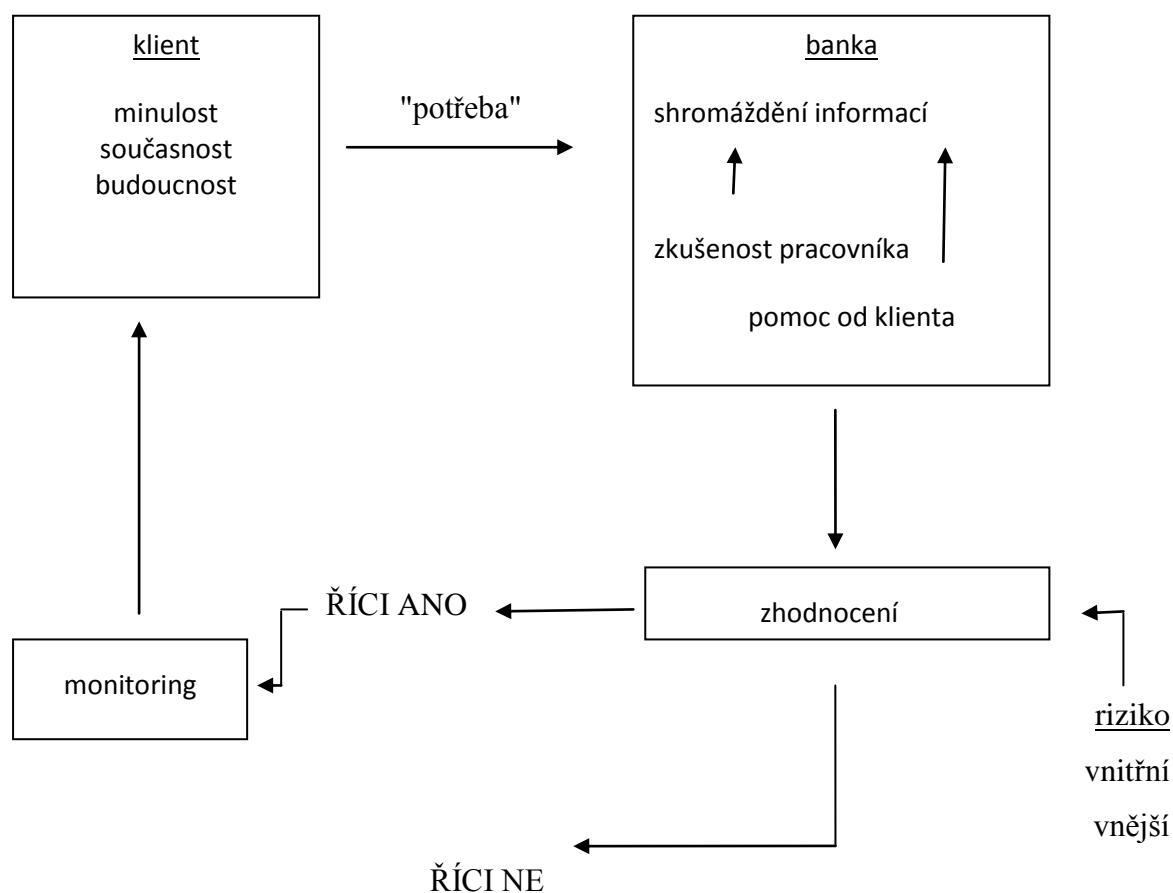 klient
minulost
současnost
budoucnost
"potřeba"
banka
shromáždění informací
zkušenost pracovníka
pomoc od klienta
zhodnocení
ŘÍCI ANO
monitoring
riziko
vnitřní
vnější
ŘÍCI NE